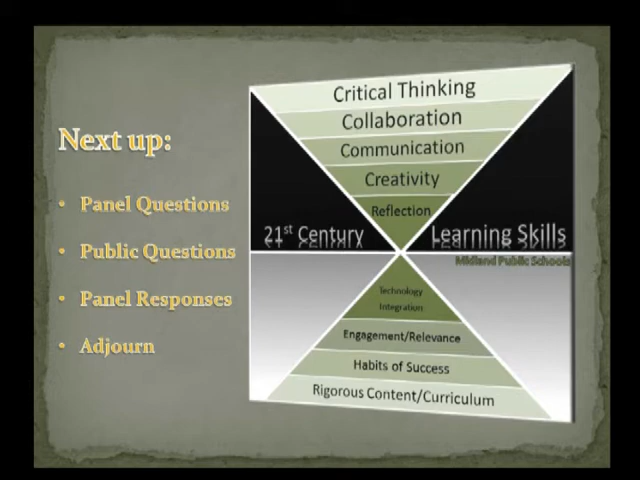 Next up:
• Panel Questions
• Public Questions
• Panel Responses
• Adjourn
Critical Thinking
Collaboration
Communication
Creativity
Reflection
21st Century Learning Skills
Midland Public Schools
Technology
Integration
Engagement/Relevance
Habits of Success
Rigorous Content/Curriculum